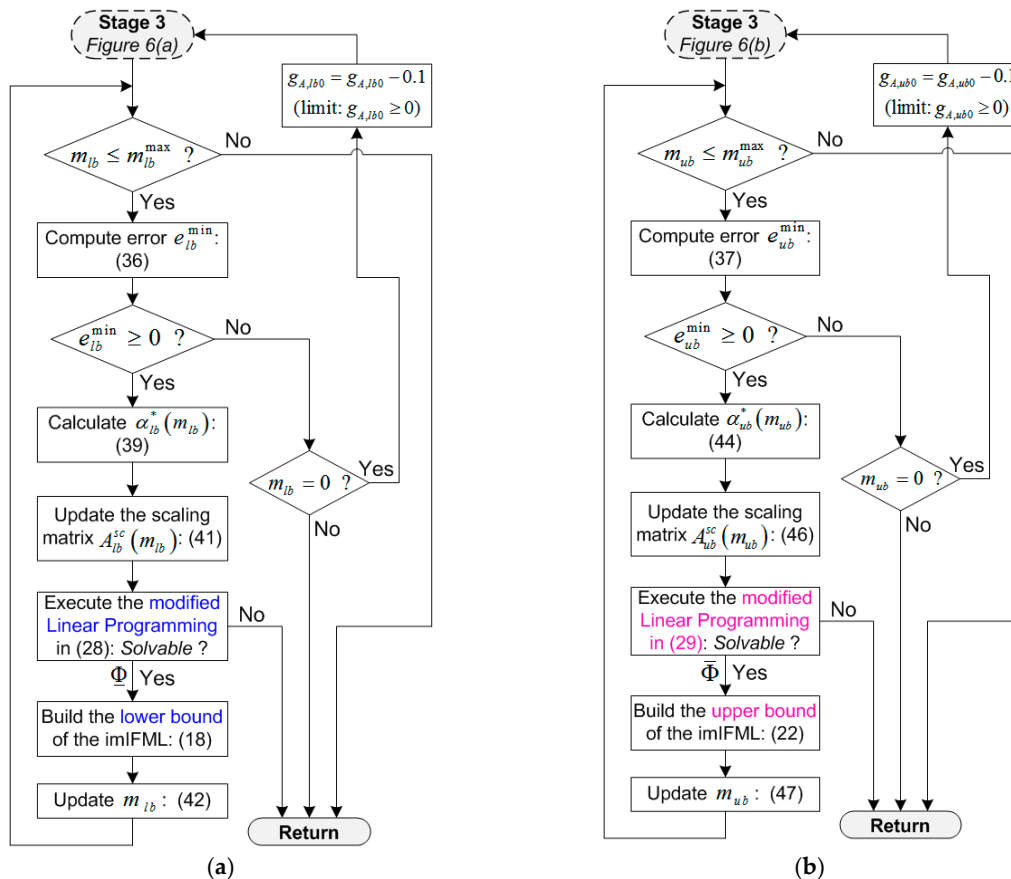 Stage 3
Figure 6(a)
g_{A,lb0} = g_{A,lb0} − 0.1
(limit: g_{A,lb0} ≥ 0)
m_{lb} ≤ m_{lb}^{max} ?
No
Yes
Compute error e_{lb}^{min}:
(36)
e_{lb}^{min} ≥ 0 ?
No
Yes
Calculate α_{lb}^{*}(m_{lb}):
(39)
m_{lb} = 0 ?
Yes
No
Update the scaling
matrix A_{lb}^{sc}(m_{lb}): (41)
Execute the modified
Linear Programming
in (28): Solvable ?
No
Φ Yes
Build the lower bound
of the imIFML: (18)
Update m_{lb} : (42)
Return
(a)
Stage 3
Figure 6(b)
g_{A,ub0} = g_{A,ub0} − 0.1
(limit: g_{A,ub0} ≥ 0)
m_{ub} ≤ m_{ub}^{max} ?
No
Yes
Compute error e_{ub}^{min}:
(37)
e_{ub}^{min} ≥ 0 ?
No
Yes
Calculate α_{ub}^{*}(m_{ub}):
(44)
m_{ub} = 0 ?
Yes
No
Update the scaling
matrix A_{ub}^{sc}(m_{ub}): (46)
Execute the modified
Linear Programming
in (29): Solvable ?
No
Φ̅ Yes
Build the upper bound
of the imIFML: (22)
Update m_{ub} : (47)
Return
(b)